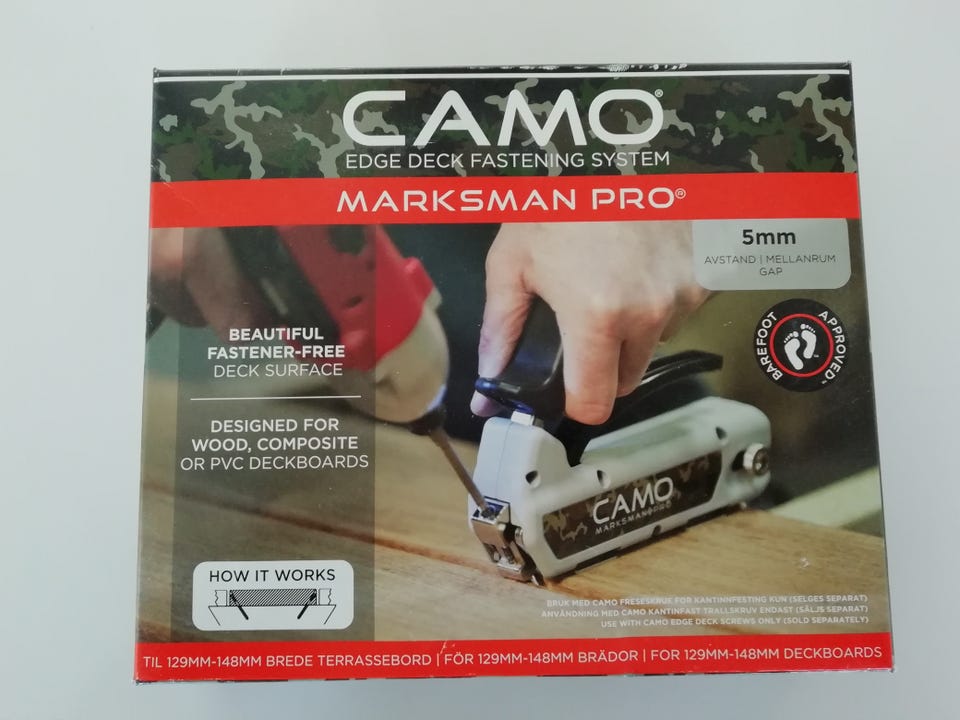 CAMO®
EDGE DECK FASTENING SYSTEM
MARKSMAN PRO®
5mm
AVSTAND | MELLANRUM
GAP
BAREFOOT
APPROVED™
BEAUTIFUL
FASTENER-FREE
DECK SURFACE
DESIGNED FOR
WOOD, COMPOSITE
OR PVC DECKBOARDS
CAMO
MARKSMAN PRO
HOW IT WORKS
BRUK MED CAMO FRESESKRUE FOR KANTINNFESTING KUN (SELGES SEPARAT)
ANVÄNDNING MED CAMO KANTINFAST TRALLSKRUV ENDAST (SÄLJS SEPARAT)
USE WITH CAMO EDGE DECK SCREWS ONLY (SOLD SEPARATELY)
TIL 129MM-148MM BREDE TERRASSEBORD | FÖR 129MM-148MM BRÄDOR | FOR 129MM-148MM DECKBOARDS